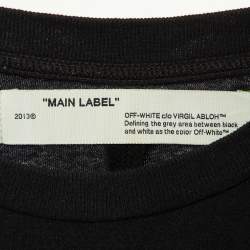 "MAIN LABEL"
2013© OFF-WHITE c/o VIRGIL ABLOH™
Defining the grey area between black
and white as the color Off-White™.